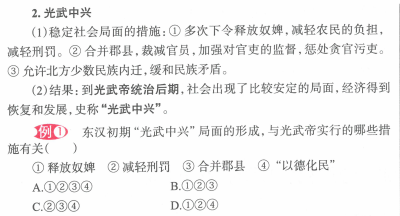 2. 光武中兴
(1)稳定社会局面的措施:① 多次下令释放奴婢,减轻农民的负担,
减轻刑罚。② 合并郡县,裁减官员,加强对官吏的监督,惩处贪官污吏。
③ 允许北方少数民族内迁,缓和民族矛盾。
(2)结果:到光武帝统治后期,社会出现了比较安定的局面,经济得到
恢复和发展,史称“光武中兴”。
例① 东汉初期“光武中兴”局面的形成,与光武帝实行的哪些措
施有关( )
① 释放奴婢 ② 减轻刑罚 ③ 合并郡县 ④ “以德化民”
A.①②③④ B.①②③
C.②③④ D.①②④